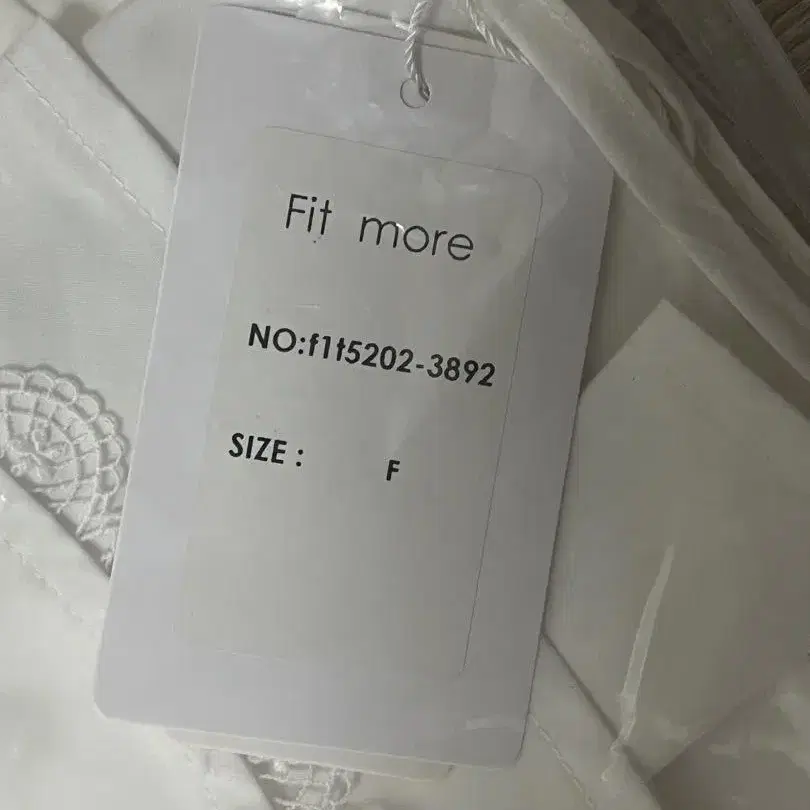 Fit more
NO:f1t5202-3892
SIZE : F